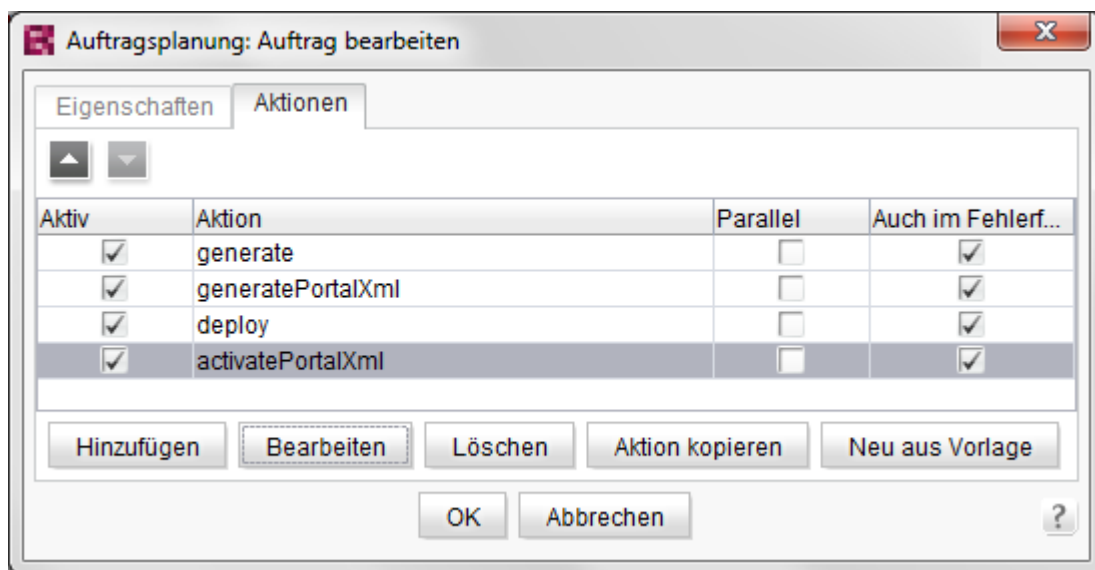 Auftragsplanung: Auftrag bearbeiten
Eigenschaften Aktionen
Aktiv Aktion Parallel Auch im Fehlerf...
generate
generatePortalXml
deploy
activatePortalXml
Hinzufügen Bearbeiten Löschen Aktion kopieren Neu aus Vorlage
OK Abbrechen ?